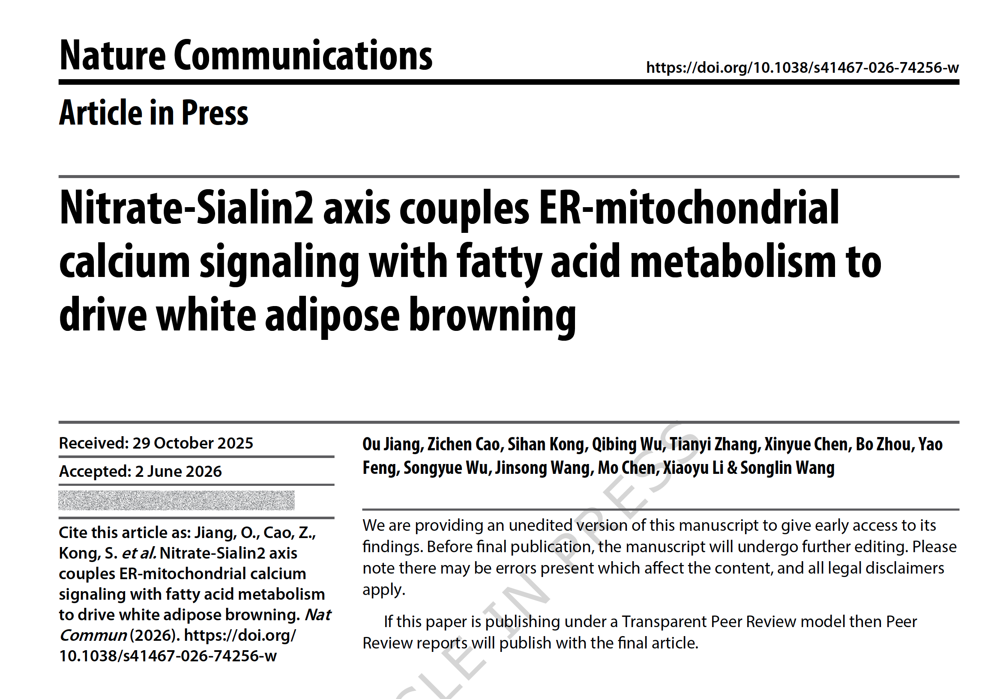 Nature Communications
https://doi.org/10.1038/s41467-026-74256-w
Article in Press
Nitrate-Sialin2 axis couples ER-mitochondrial
calcium signaling with fatty acid metabolism to
drive white adipose browning
Received: 29 October 2025
Accepted: 2 June 2026
Cite this article as: Jiang, O., Cao, Z.,
Kong, S. et al. Nitrate-Sialin2 axis
couples ER-mitochondrial calcium
signaling with fatty acid metabolism
to drive white adipose browning. Nat
Commun (2026). https://doi.org/
10.1038/s41467-026-74256-w
Ou Jiang, Zichen Cao, Sihan Kong, Qibing Wu, Tianyi Zhang, Xinyue Chen, Bo Zhou, Yao
Feng, Songyue Wu, Jinsong Wang, Mo Chen, Xiaoyu Li & Songlin Wang
We are providing an unedited version of this manuscript to give early access to its
findings. Before final publication, the manuscript will undergo further editing. Please
note there may be errors present which affect the content, and all legal disclaimers
apply.
If this paper is publishing under a Transparent Peer Review model then Peer
Review reports will publish with the final article.
CLE IN PRESS